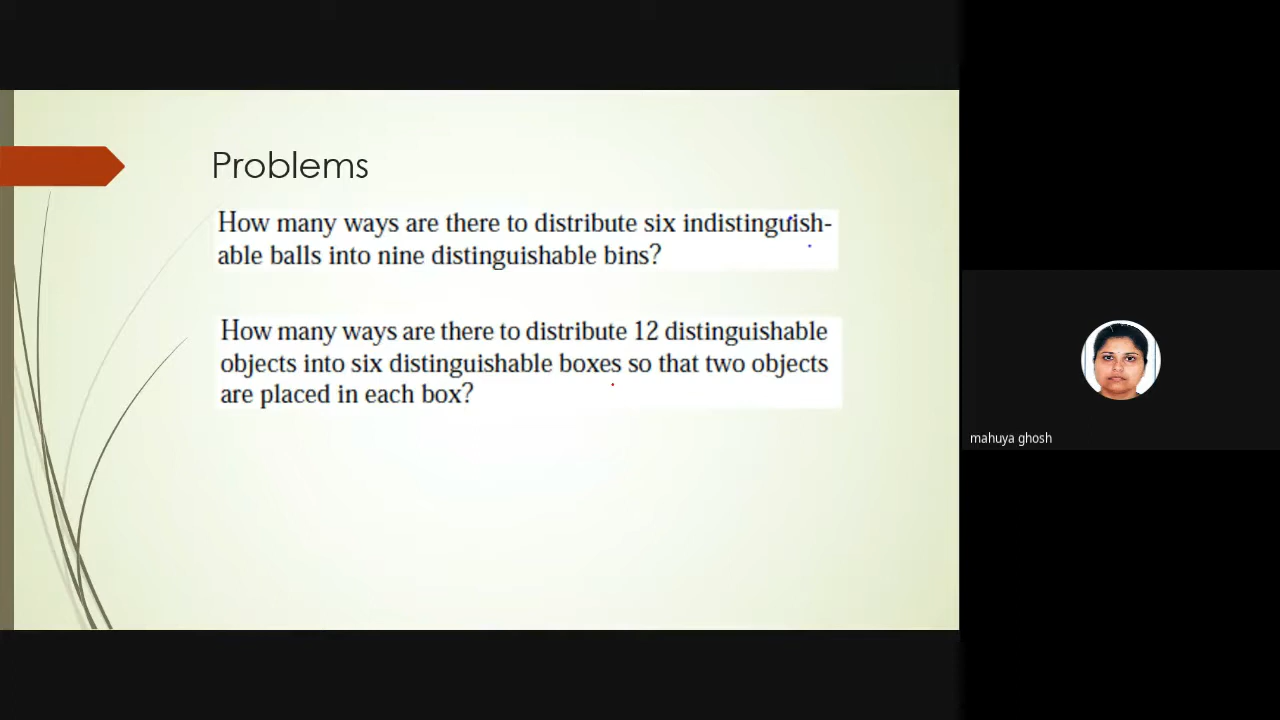 Problems
How many ways are there to distribute six indistinguish-
able balls into nine distinguishable bins?
How many ways are there to distribute 12 distinguishable
objects into six distinguishable boxes so that two objects
are placed in each box?
mahuya ghosh